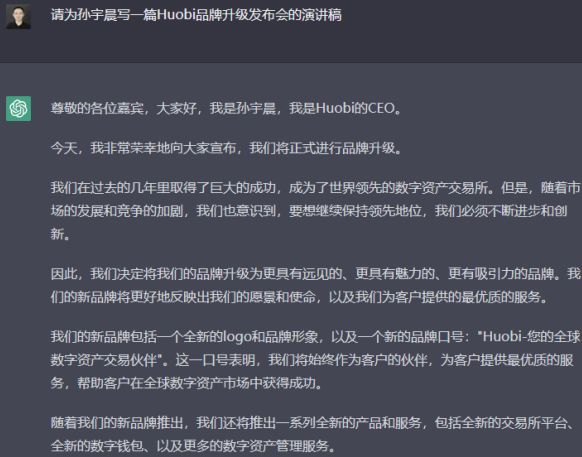 请为孙宇晨写一篇Huobi品牌升级发布会的演讲稿
尊敬的各位嘉宾，大家好，我是孙宇晨，我是Huobi的CEO。
今天，我非常荣幸地向大家宣布，我们将正式进行品牌升级。
我们在过去的几年里取得了巨大的成功，成为了世界领先的数字资产交易所。但是，随着市
场的发展和竞争的加剧，我们也意识到，要想继续保持领先地位，我们必须不断进步和创
新。
因此，我们决定将我们的品牌升级为更具有远见的、更具有魅力的、更有吸引力的品牌。我
们的新品牌将更好地反映出我们的愿景和使命，以及我们为客户提供的最优质的服务。
我们的新品牌包括一个全新的logo和品牌形象，以及一个新的品牌口号："Huobi-您的全球
数字资产交易伙伴"。这一口号表明，我们将始终作为客户的伙伴，为客户提供最优质的服
务，帮助客户在全球数字资产市场中获得成功。
随着我们的新品牌推出，我们还将推出一系列全新的产品和服务，包括全新的交易所平台、
全新的数字钱包、以及更多的数字资产管理服务。